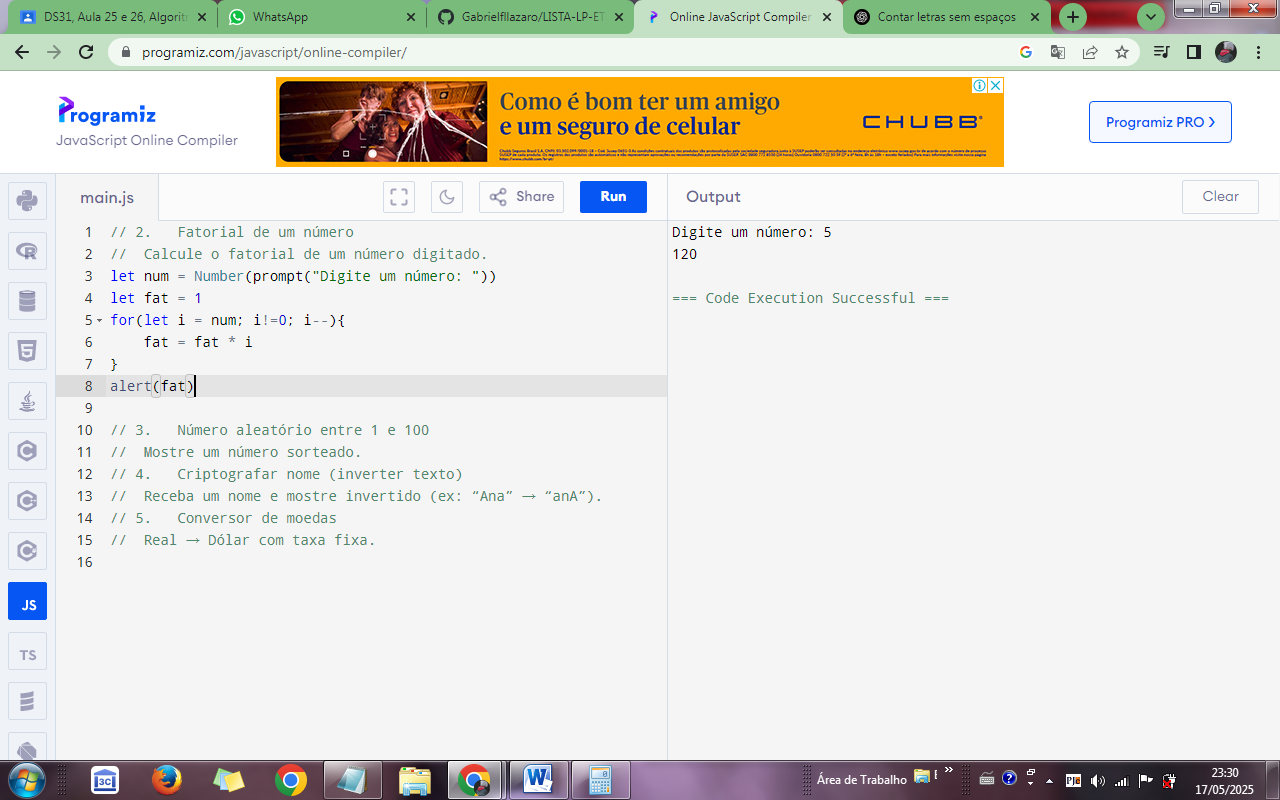 DS31, Aula 25 e 26, Algorit
WhatsApp
Gabrielfllazaro/LISTA-LP-ET
Online JavaScript Compiler
Contar letras sem espaços
programiz.com/javascript/online-compiler/
Programiz
JavaScript Online Compiler
Como é bom ter um amigo
e um seguro de celular
CHUBB
Programiz PRO
main.js
Share
Run
Output
Clear
1 // 2. Fatorial de um número
2 // Calcule o fatorial de um número digitado.
3 let num = Number(prompt("Digite um número: "))
4 let fat = 1
5 for(let i = num; i!=0; i--){
6 fat = fat * i
7 }
8 alert(fat)
9
10 // 3. Número aleatório entre 1 e 100
11 // Mostre um número sorteado.
12 // 4. Criptografar nome (inverter texto)
13 // Receba um nome e mostre invertido (ex: “Ana” → “anA”).
14 // 5. Conversor de moedas
15 // Real → Dólar com taxa fixa.
16
Digite um número: 5
120
=== Code Execution Successful ===
JS
TS
3C
Área de Trabalho
E
PJe
23:30
17/05/2025